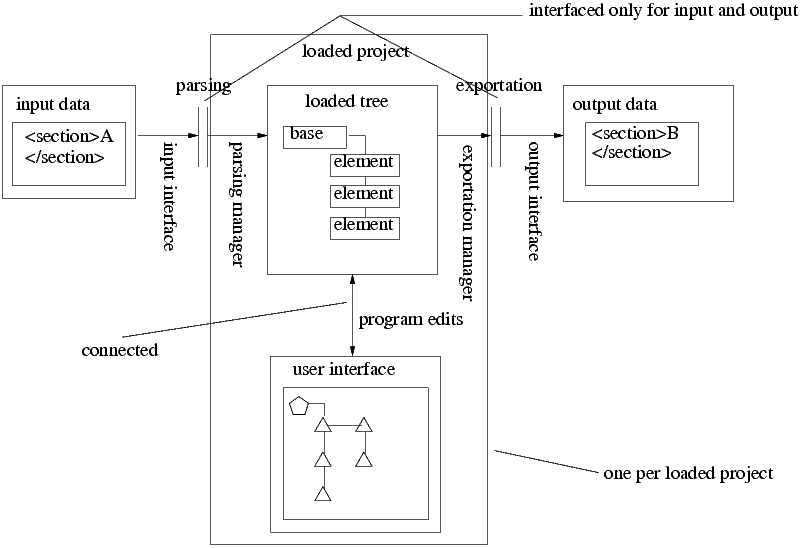 interfaced only for input and output
loaded project
parsing
exportation
input data
<section>A
</section>
loaded tree
base
element
element
element
output data
<section>B
</section>
input interface
parsing manager
exportation manager
output interface
program edits
connected
user interface
one per loaded project